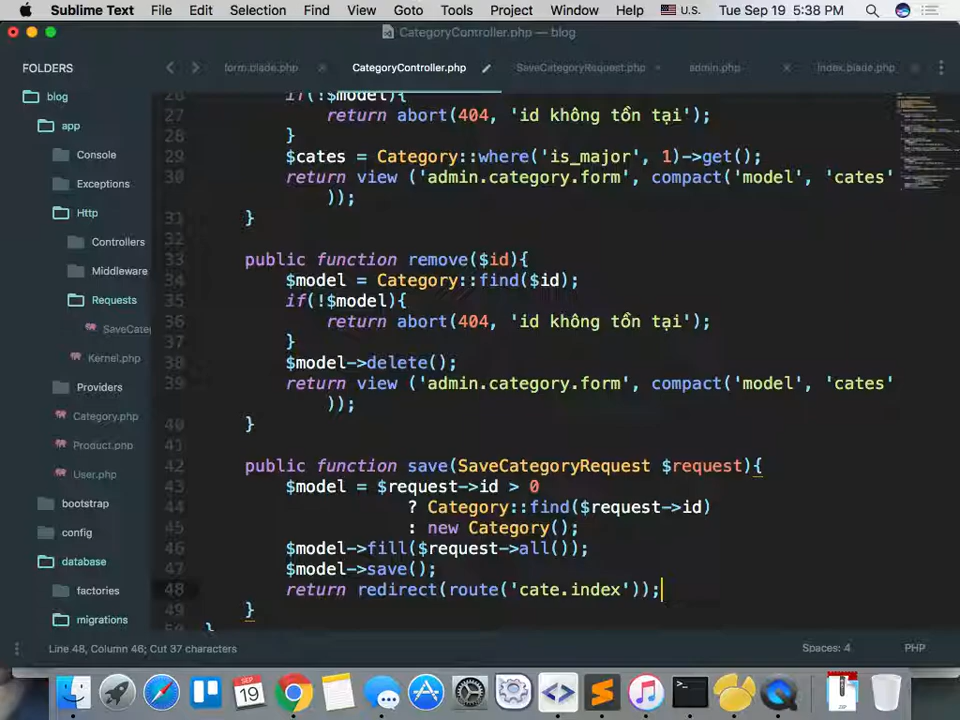 Sublime Text File Edit Selection Find View Goto Tools Project Window Help U.S. Tue Sep 19 5:38 PM
CategoryController.php — blog
FOLDERS form.blade.php CategoryController.php SaveCategoryRequest.php admin.php index.blade.php
blog
app
Console
Exceptions
Http
Controllers
Middleware
Requests
SaveCate
Kernel.php
Providers
Category.php
Product.php
User.php
bootstrap
config
database
factories
migrations
26 if(!$model){
27 return abort(404, 'id không tồn tại');
28 }
29 $cates = Category::where('is_major', 1)->get();
30 return view ('admin.category.form', compact('model', 'cates'
));
31 }
32
33 public function remove($id){
34 $model = Category::find($id);
35 if(!$model){
36 return abort(404, 'id không tồn tại');
37 }
38 $model->delete();
39 return view ('admin.category.form', compact('model', 'cates'
));
40 }
41
42 public function save(SaveCategoryRequest $request){
43 $model = $request->id > 0
44 ? Category::find($request->id)
45 : new Category();
46 $model->fill($request->all());
47 $model->save();
48 return redirect(route('cate.index'));
49 }
50 }
Line 48, Column 46; Cut 37 characters Spaces: 4 PHP
SEP
19
ZIP